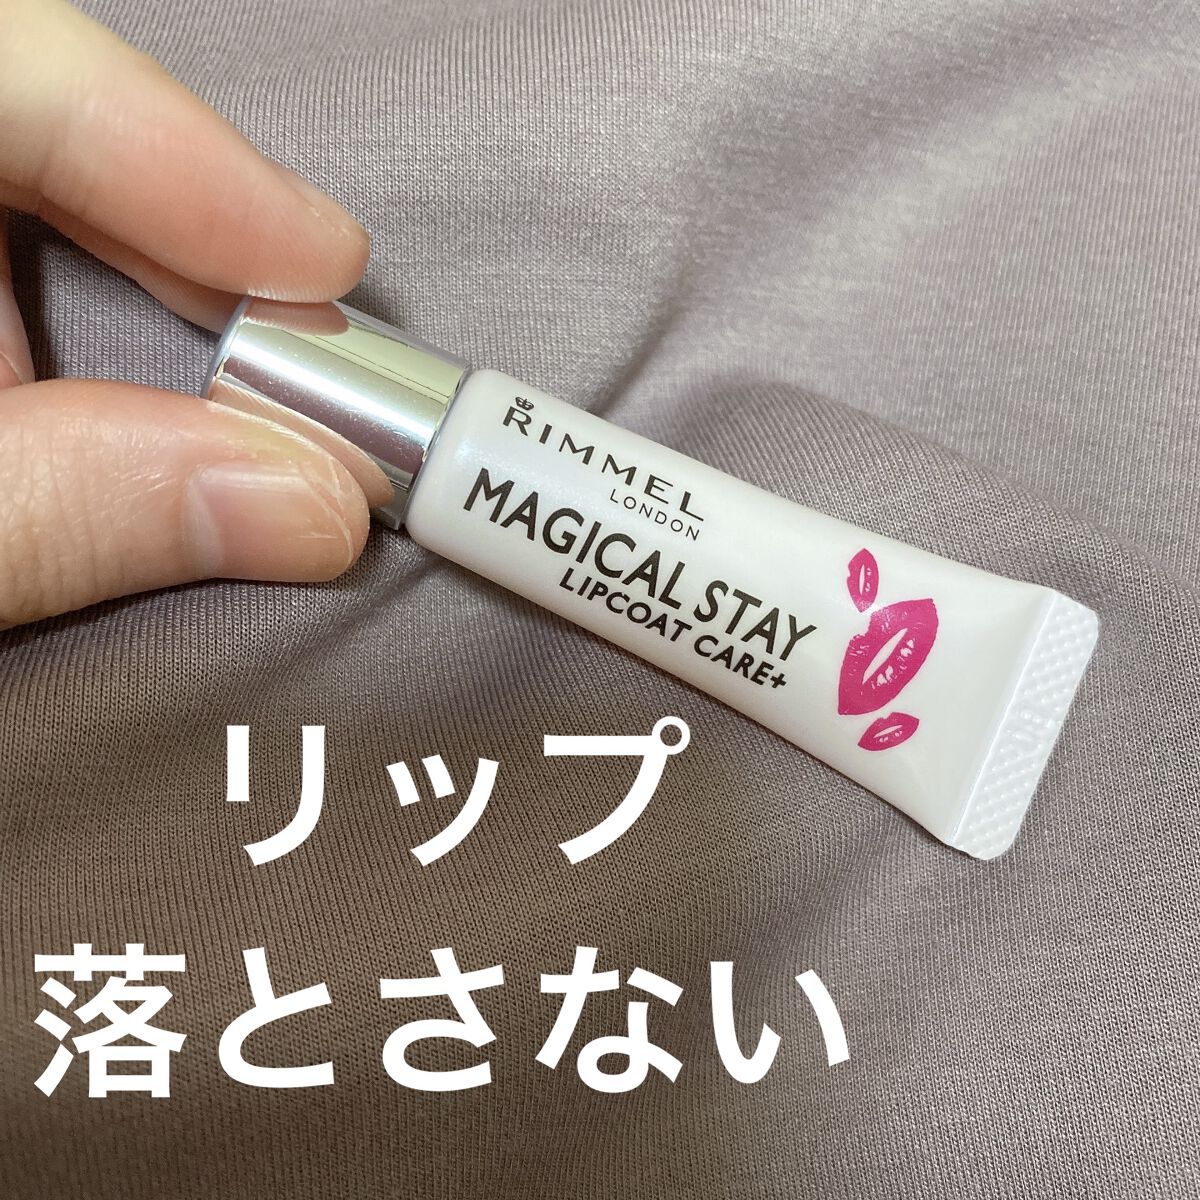 RIMMEL
LONDON
MAGICAL STAY
LIPCOAT CARE+
リップ
落とさない